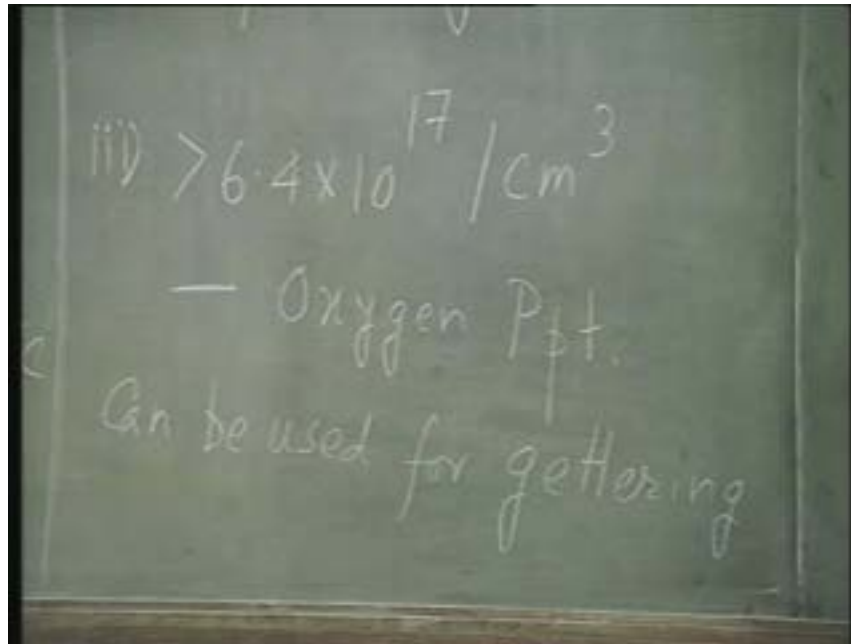 iii) > 6.4 x 10^17 / cm^3
— Oxygen Ppt.
Can be used for gettering